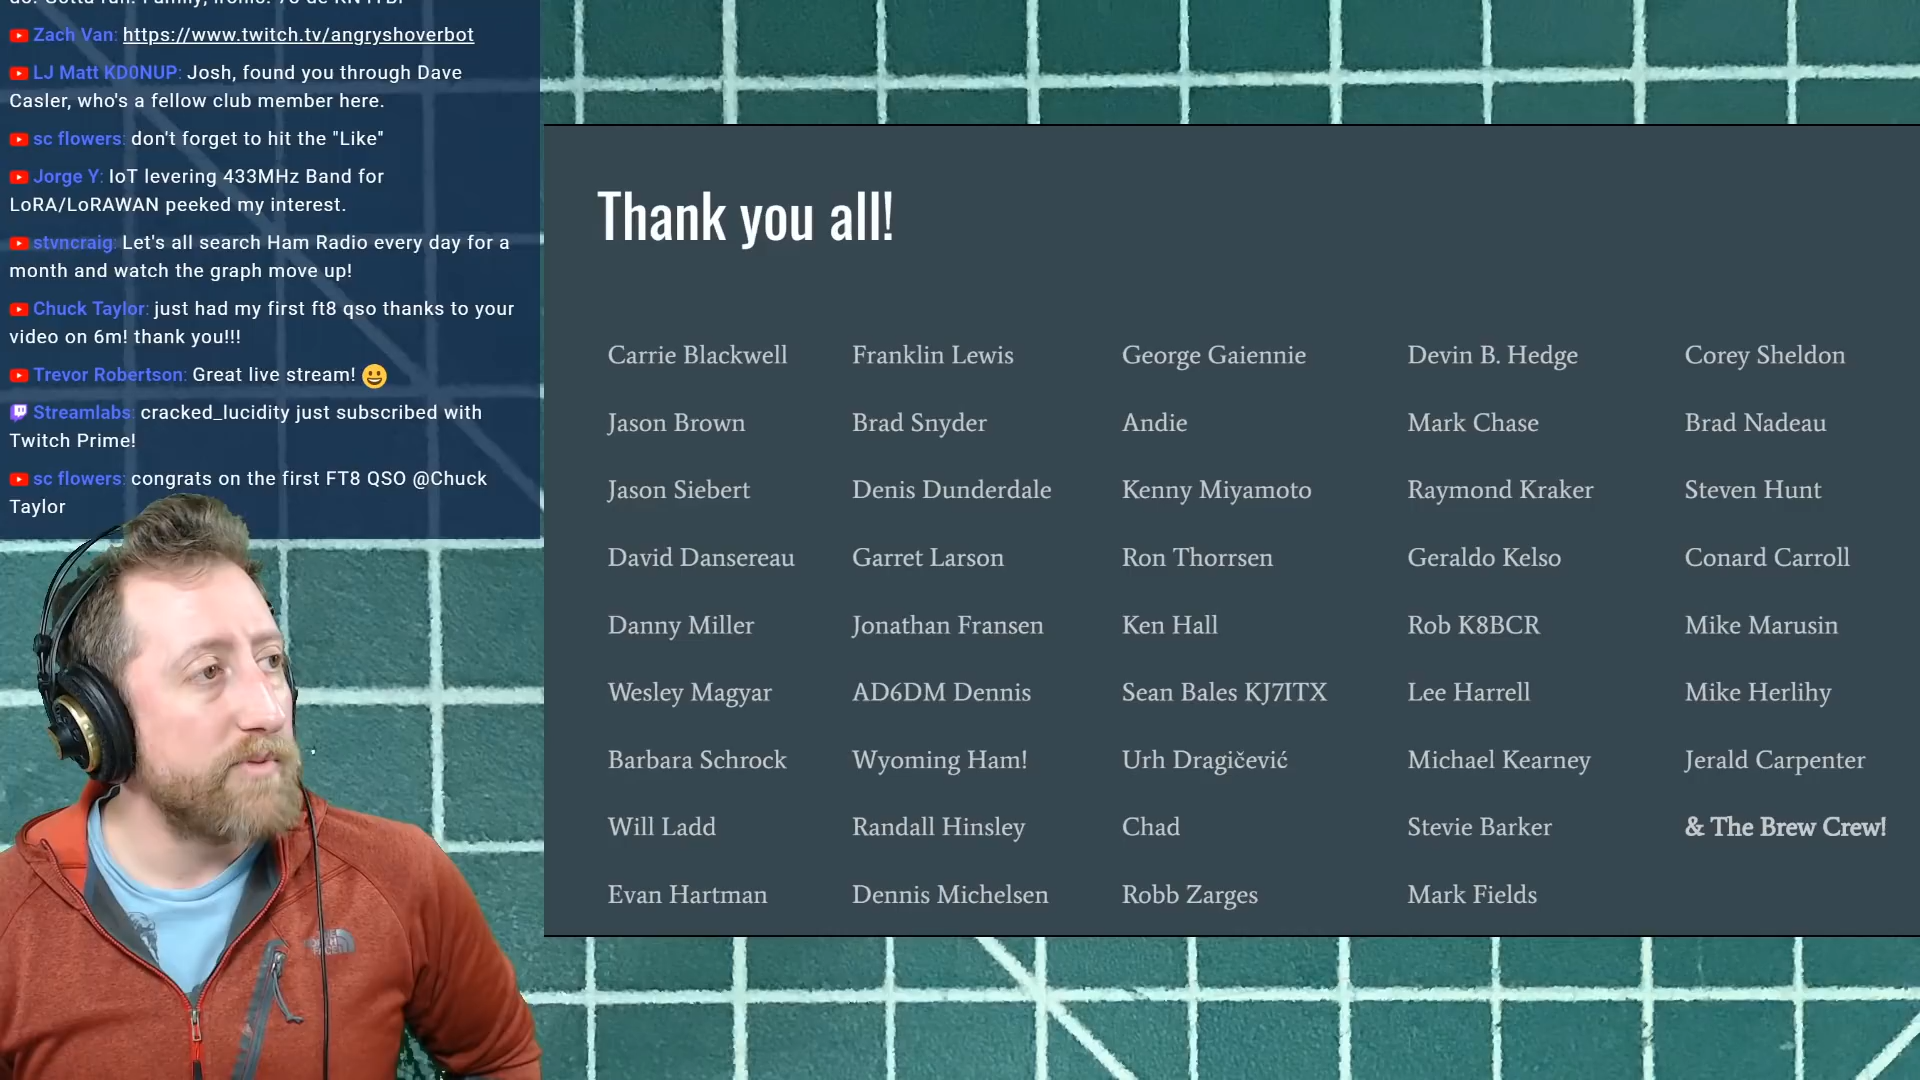 Zach Van: https://www.twitch.tv/angryshoverbot
LJ Matt KD0NUP: Josh, found you through Dave
Casler, who's a fellow club member here.
sc flowers: don't forget to hit the "Like"
Jorge Y: IoT levering 433MHz Band for
LoRA/LoRAWAN peeked my interest.
stvncraig: Let's all search Ham Radio every day for a
month and watch the graph move up!
Chuck Taylor: just had my first ft8 qso thanks to your
video on 6m! thank you!!!
Trevor Robertson: Great live stream! 😀
Streamlabs: cracked_lucidity just subscribed with
Twitch Prime!
sc flowers: congrats on the first FT8 QSO @Chuck
Taylor
Thank you all!
Carrie Blackwell
Jason Brown
Jason Siebert
David Dansereau
Danny Miller
Wesley Magyar
Barbara Schrock
Will Ladd
Evan Hartman
Franklin Lewis
Brad Snyder
Denis Dunderdale
Garret Larson
Jonathan Fransen
AD6DM Dennis
Wyoming Ham!
Randall Hinsley
Dennis Michelsen
George Gaiennie
Andie
Kenny Miyamoto
Ron Thorrsen
Ken Hall
Sean Bales KJ7ITX
Urh Dragičević
Chad
Robb Zarges
Devin B. Hedge
Mark Chase
Raymond Kraker
Geraldo Kelso
Rob K8BCR
Lee Harrell
Michael Kearney
Stevie Barker
Mark Fields
Corey Sheldon
Brad Nadeau
Steven Hunt
Conard Carroll
Mike Marusin
Mike Herlihy
Jerald Carpenter
& The Brew Crew!